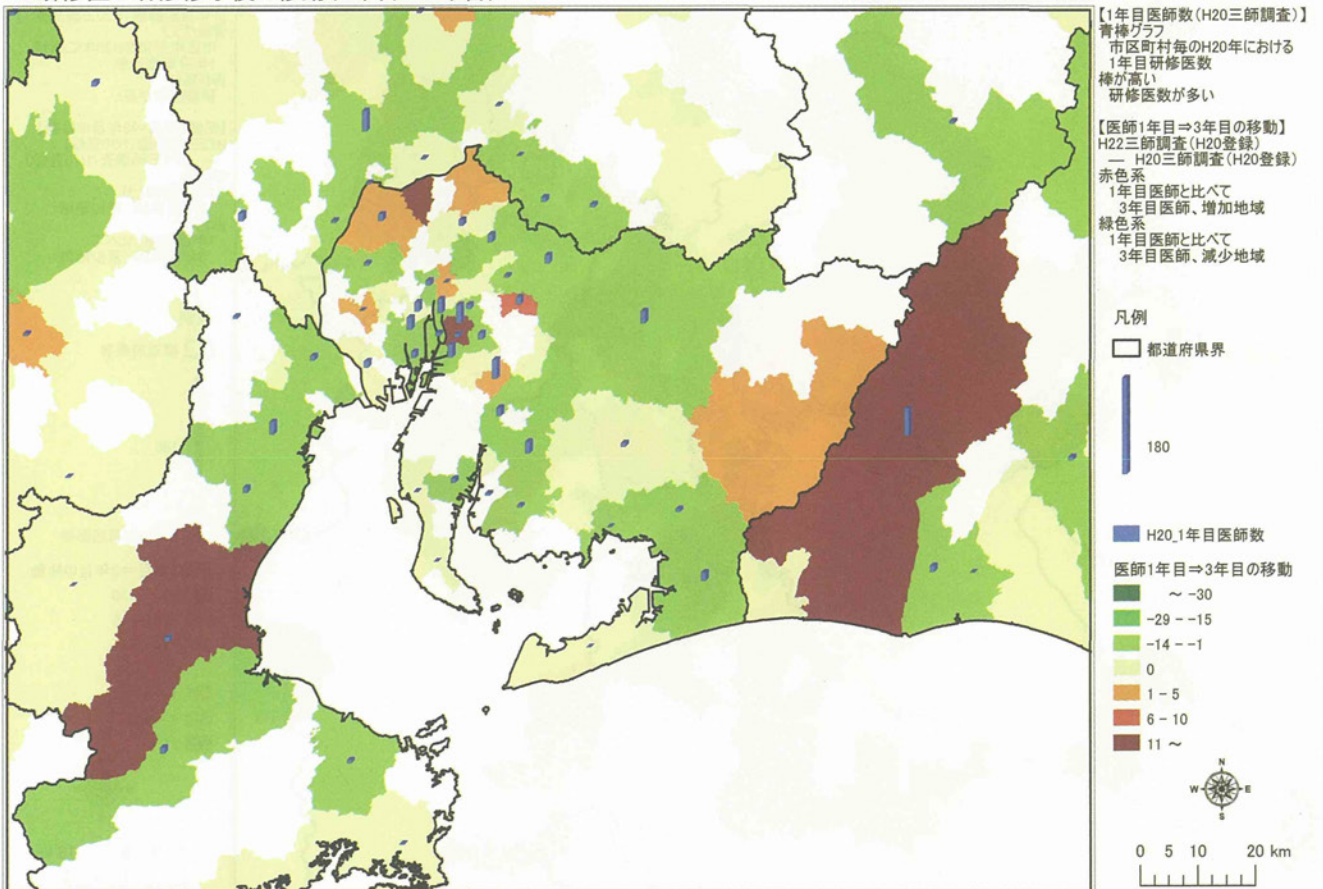 【1年目医師数(H20三師調査)】
青棒グラフ
市区町村毎のH20年における
1年目研修医数
棒が高い
研修医数が多い
【医師1年目⇒3年目の移動】
H22三師調査(H20登録)
― H20三師調査(H20登録)
赤色系
1年目医師と比べて
3年目医師、増加地域
緑色系
1年目医師と比べて
3年目医師、減少地域
凡例
都道府県界
180
H20_1年目医師数
医師1年目⇒3年目の移動
~ -30
-29 - -15
-14 - -1
0
1 - 5
6 - 10
11 ~
N
W E
S
0 5 10 20 km